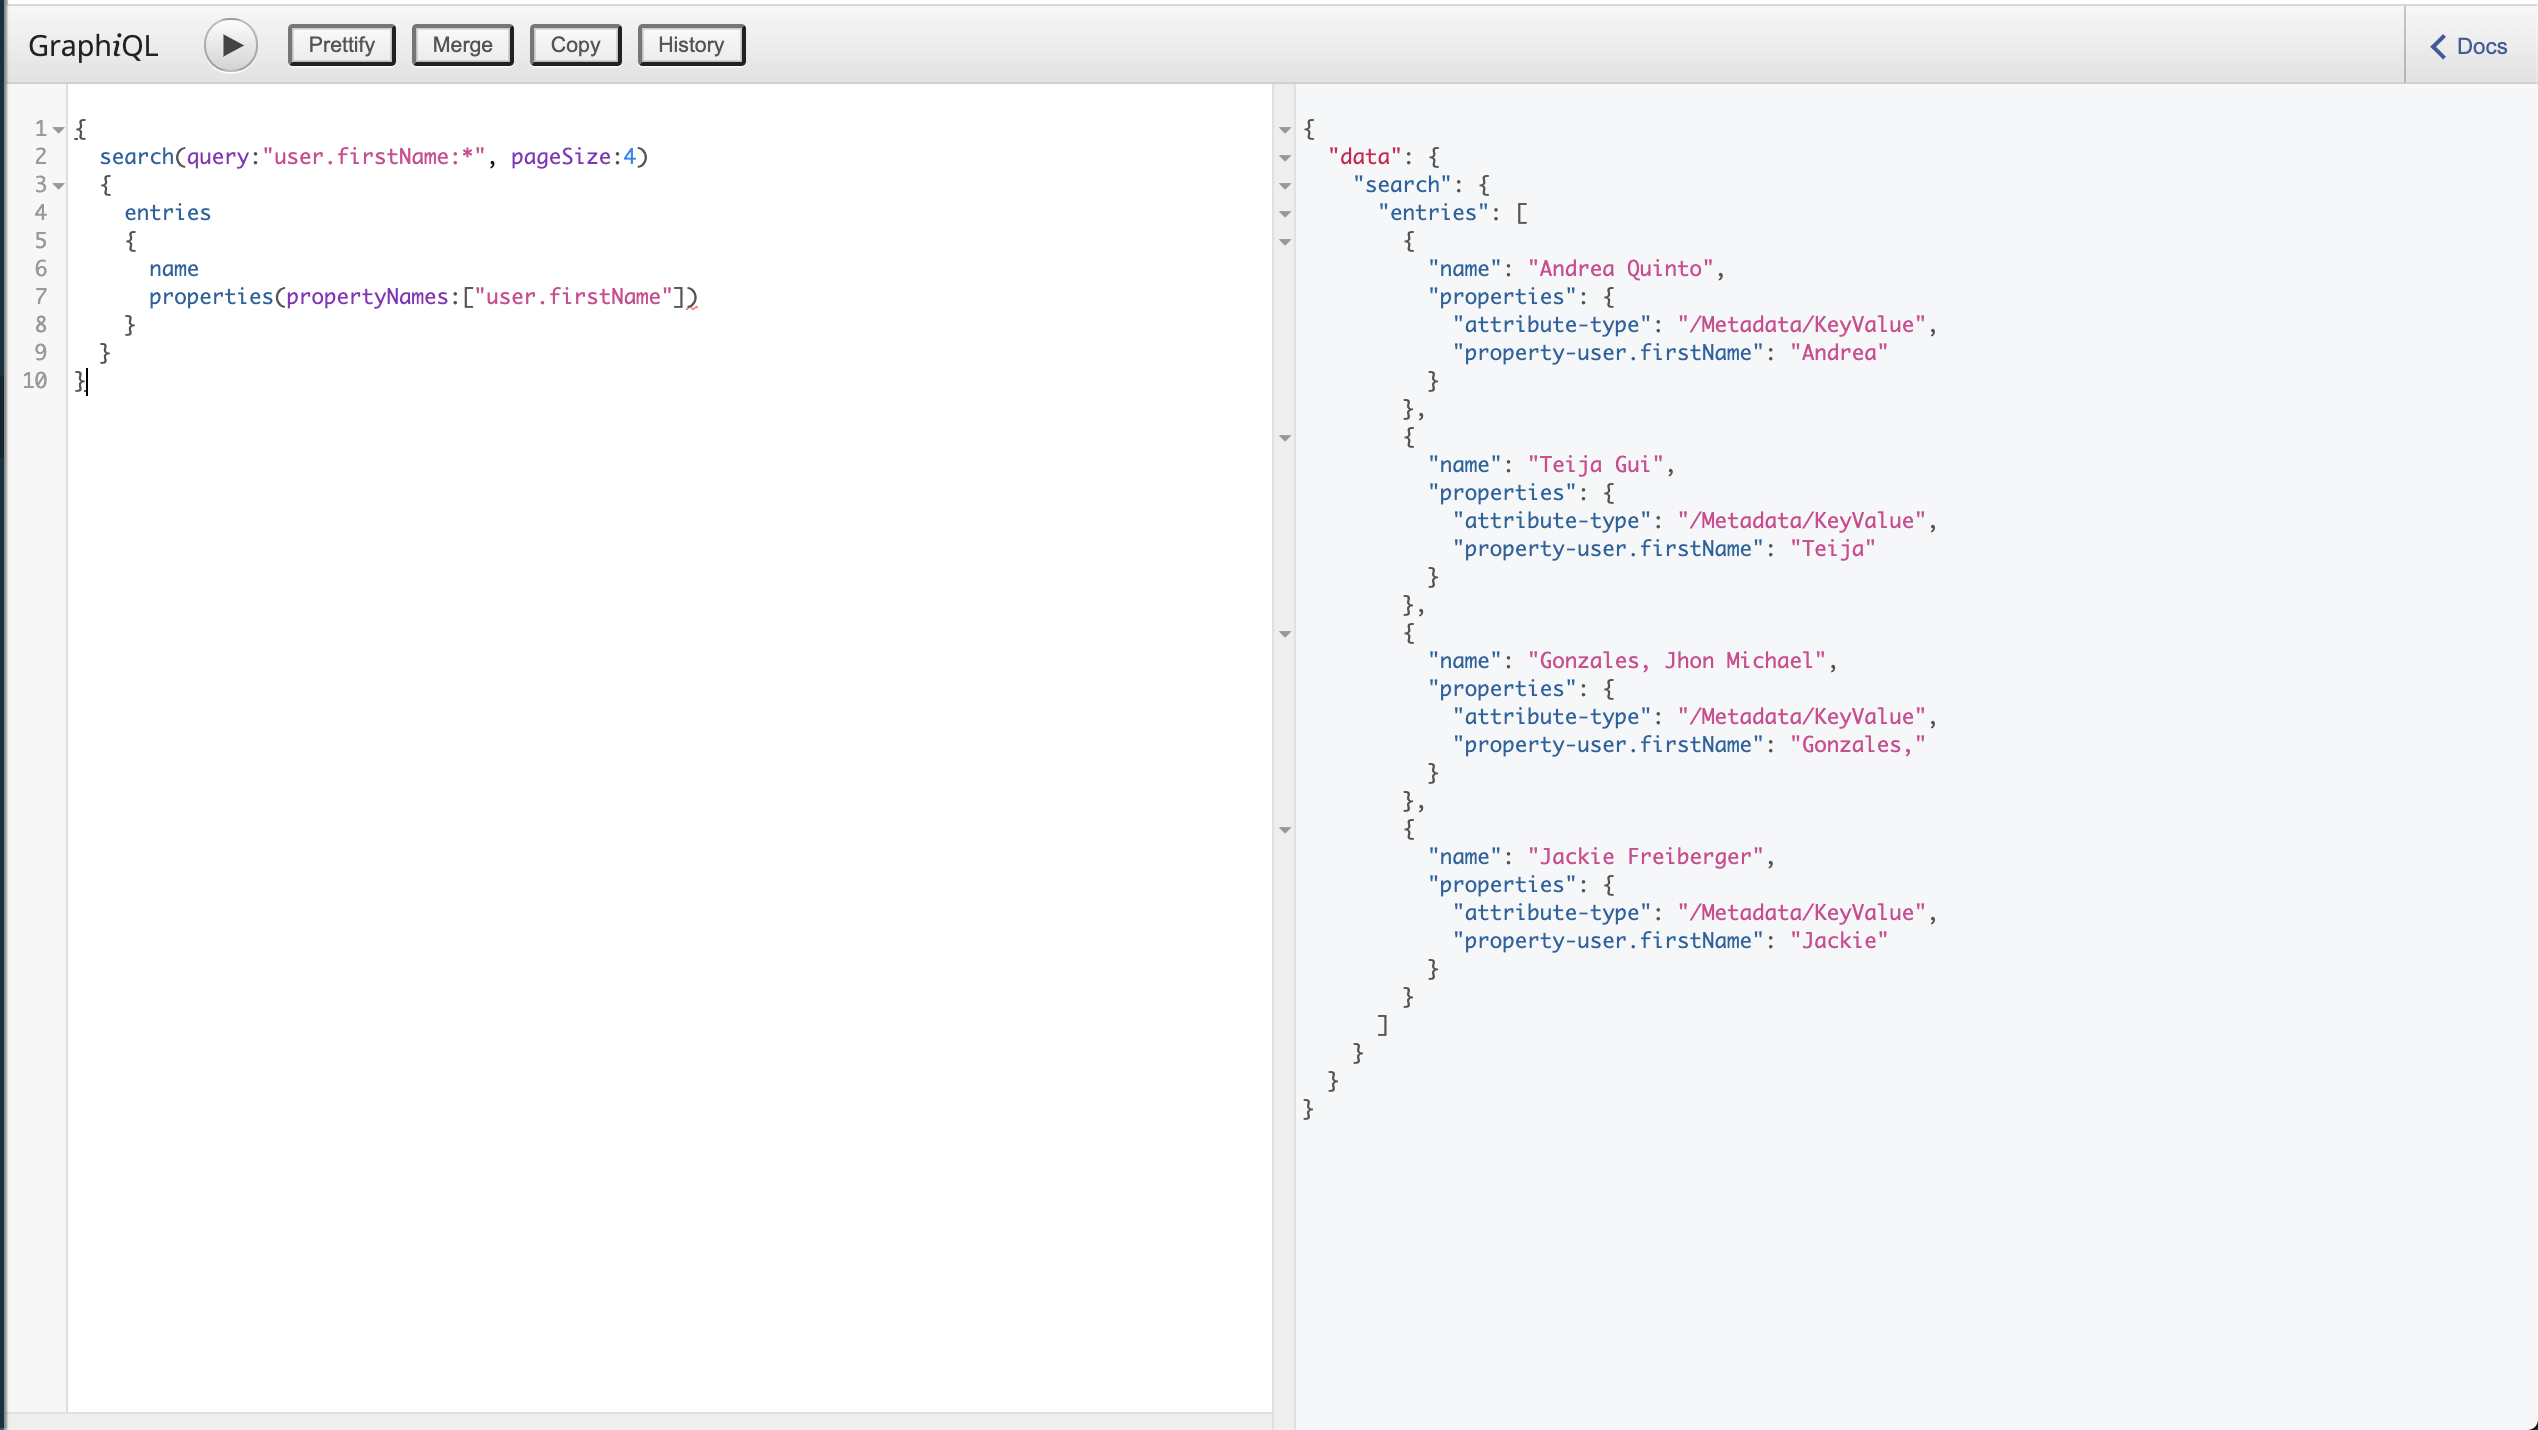 GraphiQL
Prettify
Merge
Copy
History
Docs
1 {
2   search(query:"user.firstName:*", pageSize:4)
3   {
4     entries
5     {
6       name
7       properties(propertyNames:["user.firstName"])
8     }
9   }
10 }
{
  "data": {
    "search": {
      "entries": [
        {
          "name": "Andrea Quinto",
          "properties": {
            "attribute-type": "/Metadata/KeyValue",
            "property-user.firstName": "Andrea"
          }
        },
        {
          "name": "Teija Gui",
          "properties": {
            "attribute-type": "/Metadata/KeyValue",
            "property-user.firstName": "Teija"
          }
        },
        {
          "name": "Gonzales, Jhon Michael",
          "properties": {
            "attribute-type": "/Metadata/KeyValue",
            "property-user.firstName": "Gonzales,"
          }
        },
        {
          "name": "Jackie Freiberger",
          "properties": {
            "attribute-type": "/Metadata/KeyValue",
            "property-user.firstName": "Jackie"
          }
        }
      ]
    }
  }
}